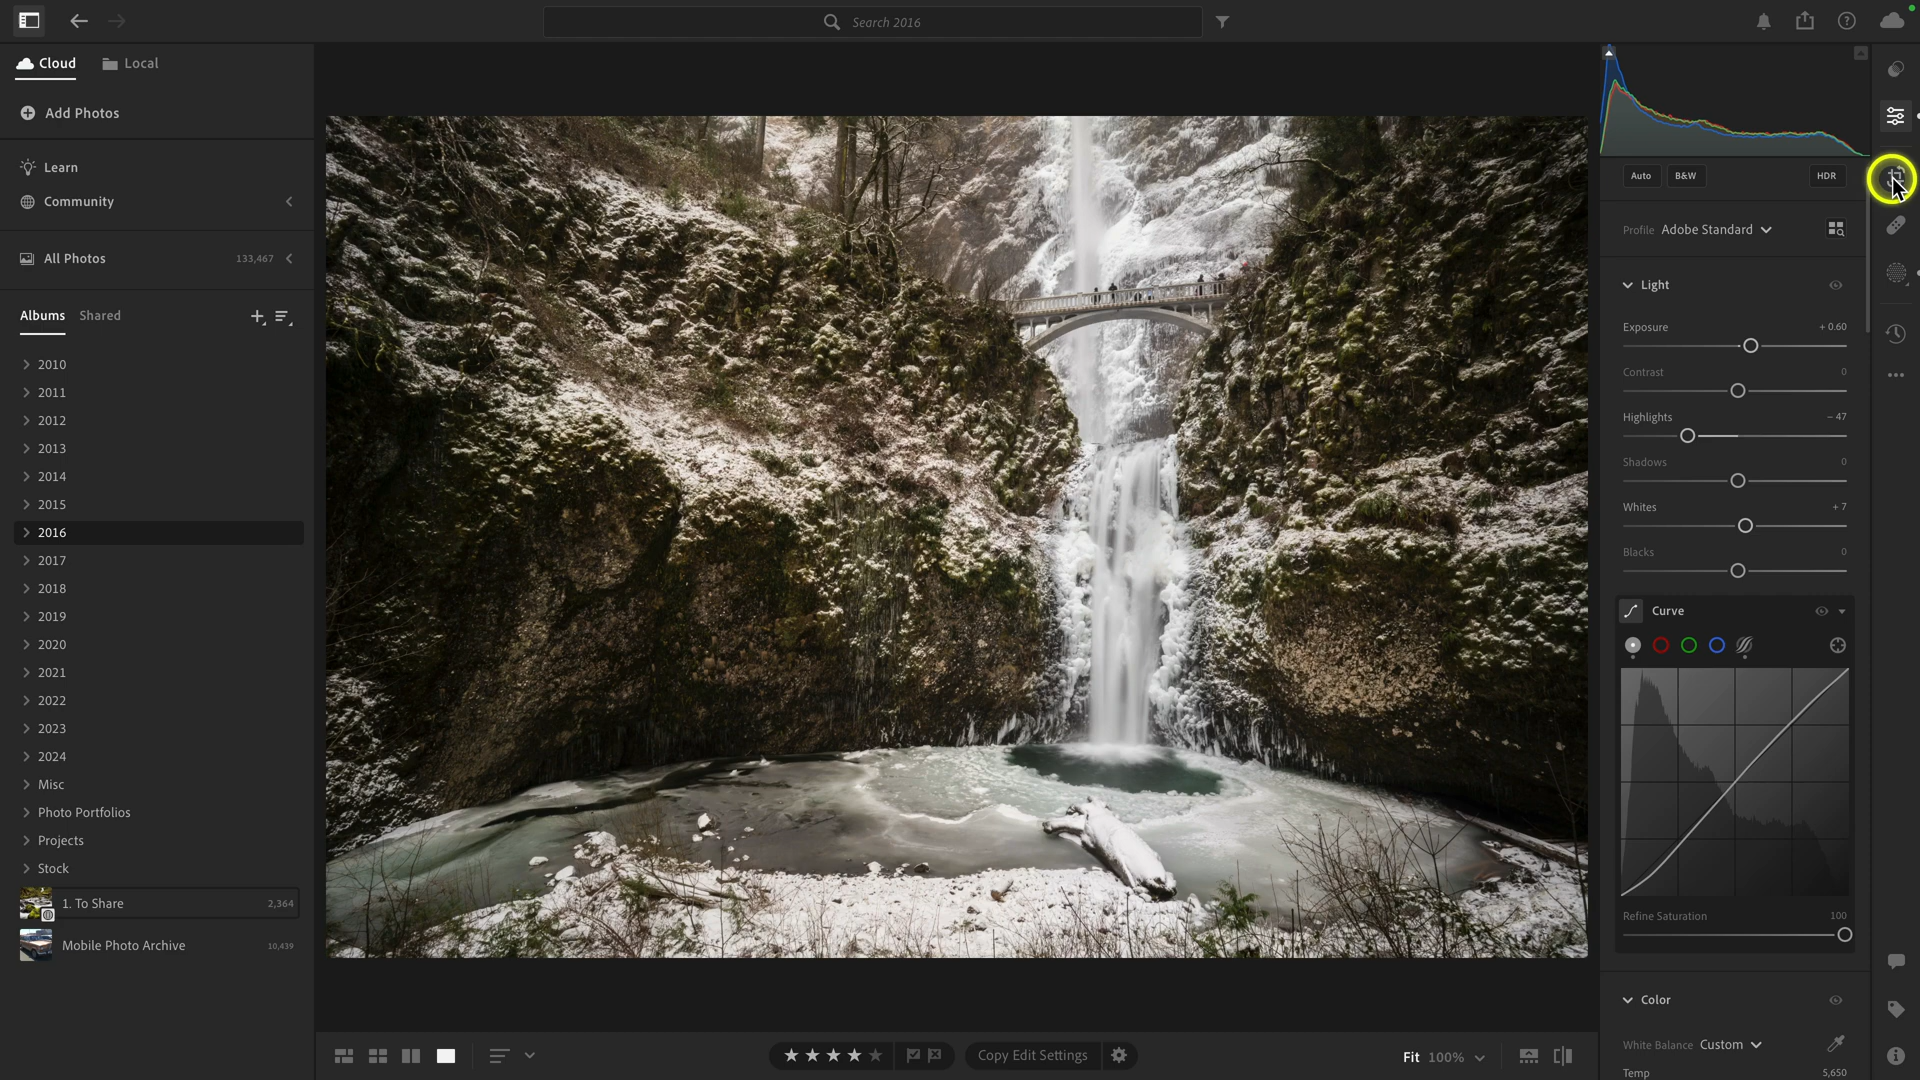 Search 2016
Cloud
Local
Add Photos
Learn
Community
All Photos 133,467
Albums Shared
2010
2011
2012
2013
2014
2015
2016
2017
2018
2019
2020
2021
2022
2023
2024
Misc
Photo Portfolios
Projects
Stock
1. To Share 2,364
Mobile Photo Archive 10,439
Copy Edit Settings
Fit 100%
Auto B&W HDR
Profile Adobe Standard
Light
Exposure + 0.60
Contrast 0
Highlights – 47
Shadows 0
Whites + 7
Blacks 0
Curve
Refine Saturation 100
Color
White Balance Custom
Temp 5,650